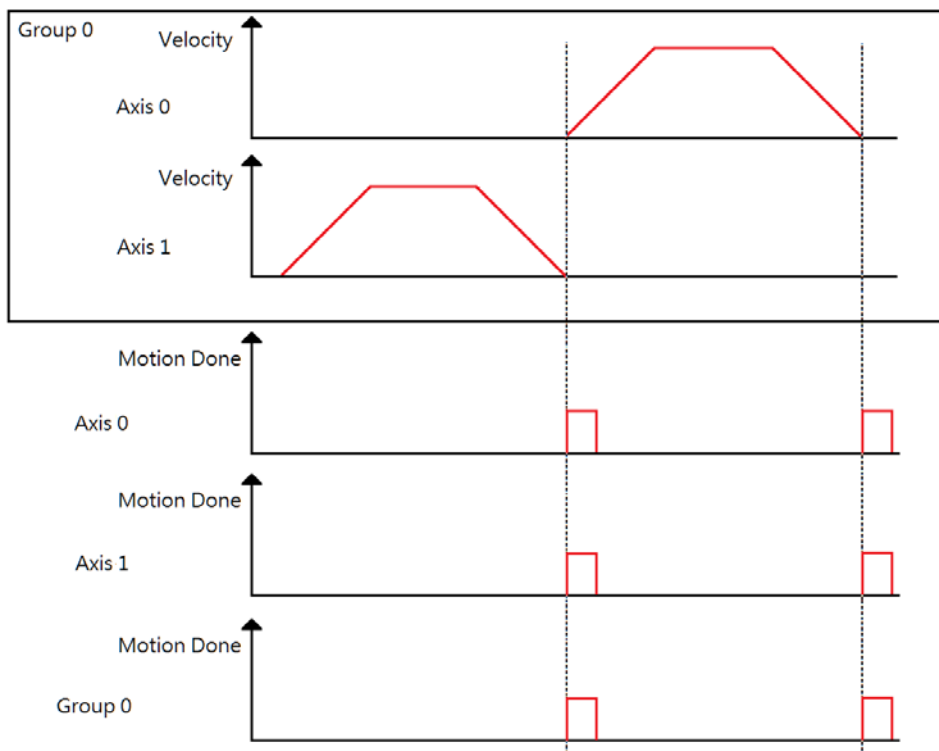 Group 0
Velocity
Axis 0
Velocity
Axis 1
Motion Done
Axis 0
Motion Done
Axis 1
Motion Done
Group 0